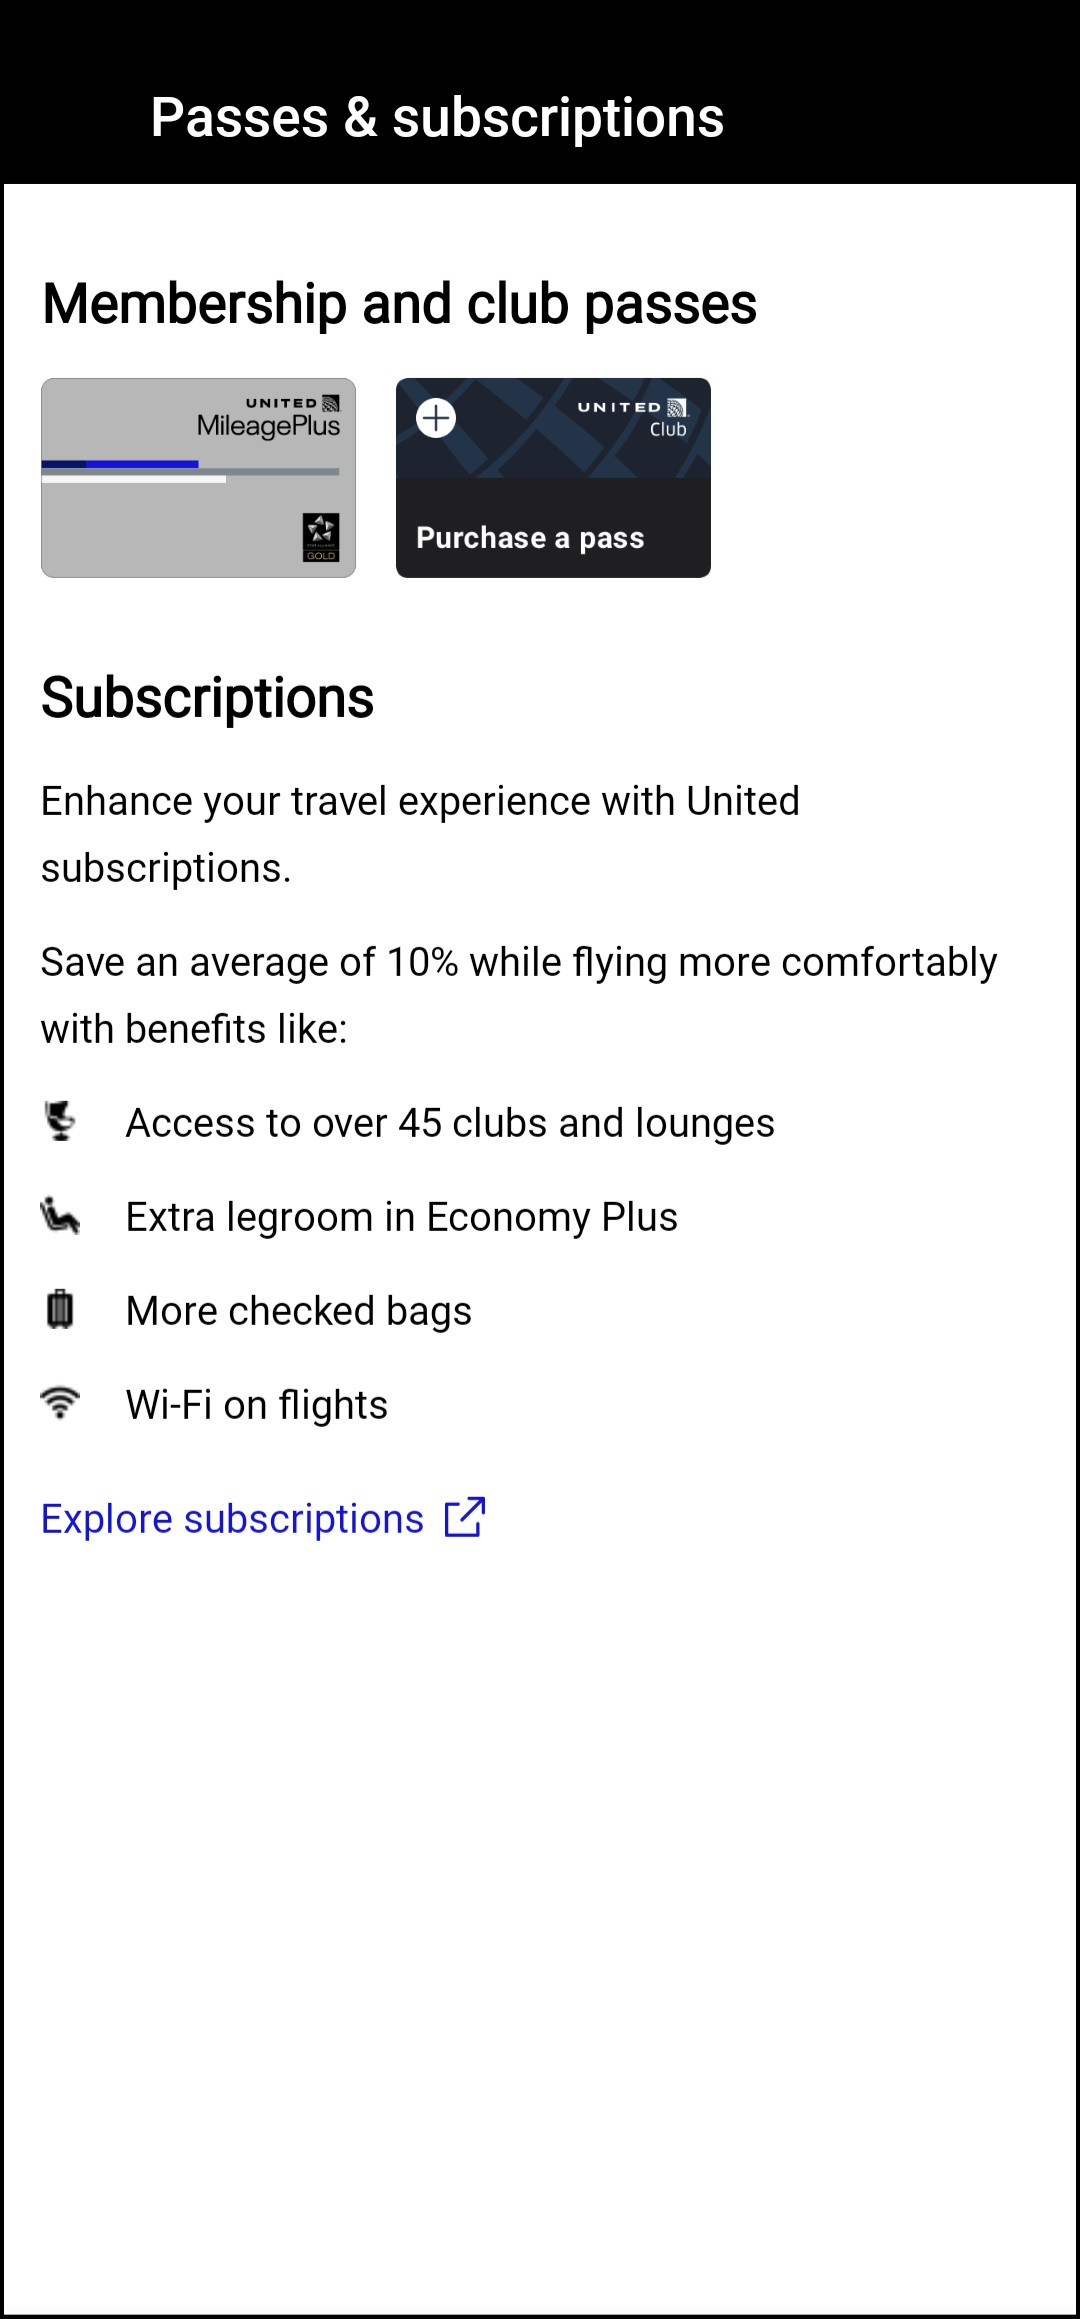 Passes & subscriptions
Membership and club passes
UNITED
MileagePlus
GOLD
UNITED
Club
Purchase a pass
Subscriptions
Enhance your travel experience with United
subscriptions.
Save an average of 10% while flying more comfortably
with benefits like:
Access to over 45 clubs and lounges
Extra legroom in Economy Plus
More checked bags
Wi-Fi on flights
Explore subscriptions